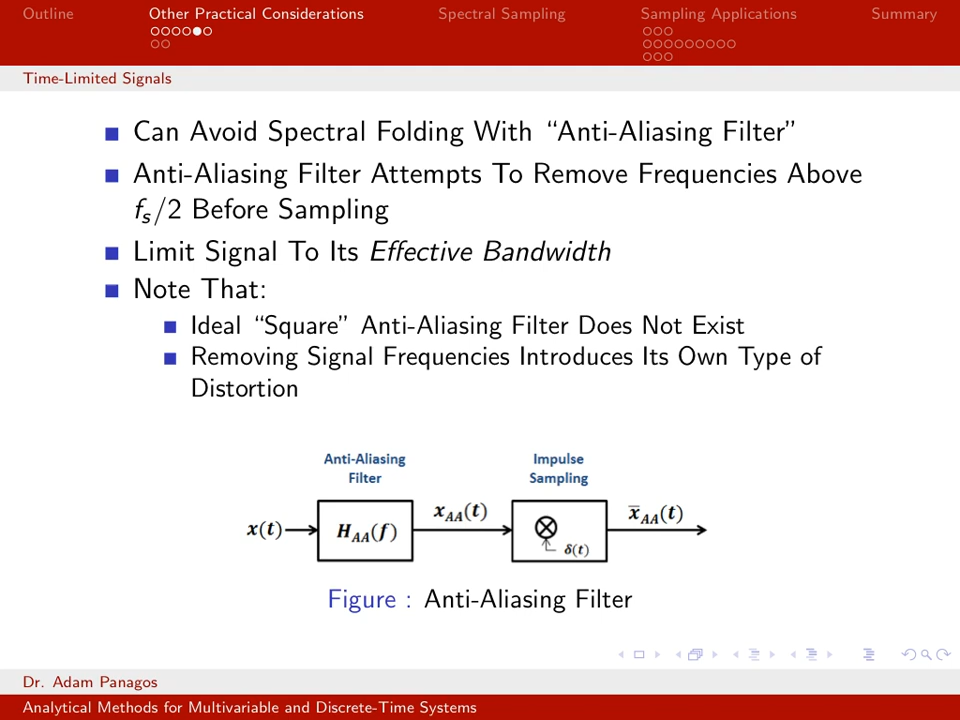 Outline
Other Practical Considerations
Spectral Sampling
Sampling Applications
Summary
Time-Limited Signals
Can Avoid Spectral Folding With “Anti-Aliasing Filter”
Anti-Aliasing Filter Attempts To Remove Frequencies Above
fₛ/2 Before Sampling
Limit Signal To Its Effective Bandwidth
Note That:
Ideal “Square” Anti-Aliasing Filter Does Not Exist
Removing Signal Frequencies Introduces Its Own Type of
Distortion
Anti-Aliasing
Filter
Impulse
Sampling
x(t)
H_AA(f)
x_AA(t)
δ(t)
x̅_AA(t)
Figure : Anti-Aliasing Filter
Dr. Adam Panagos
Analytical Methods for Multivariable and Discrete-Time Systems